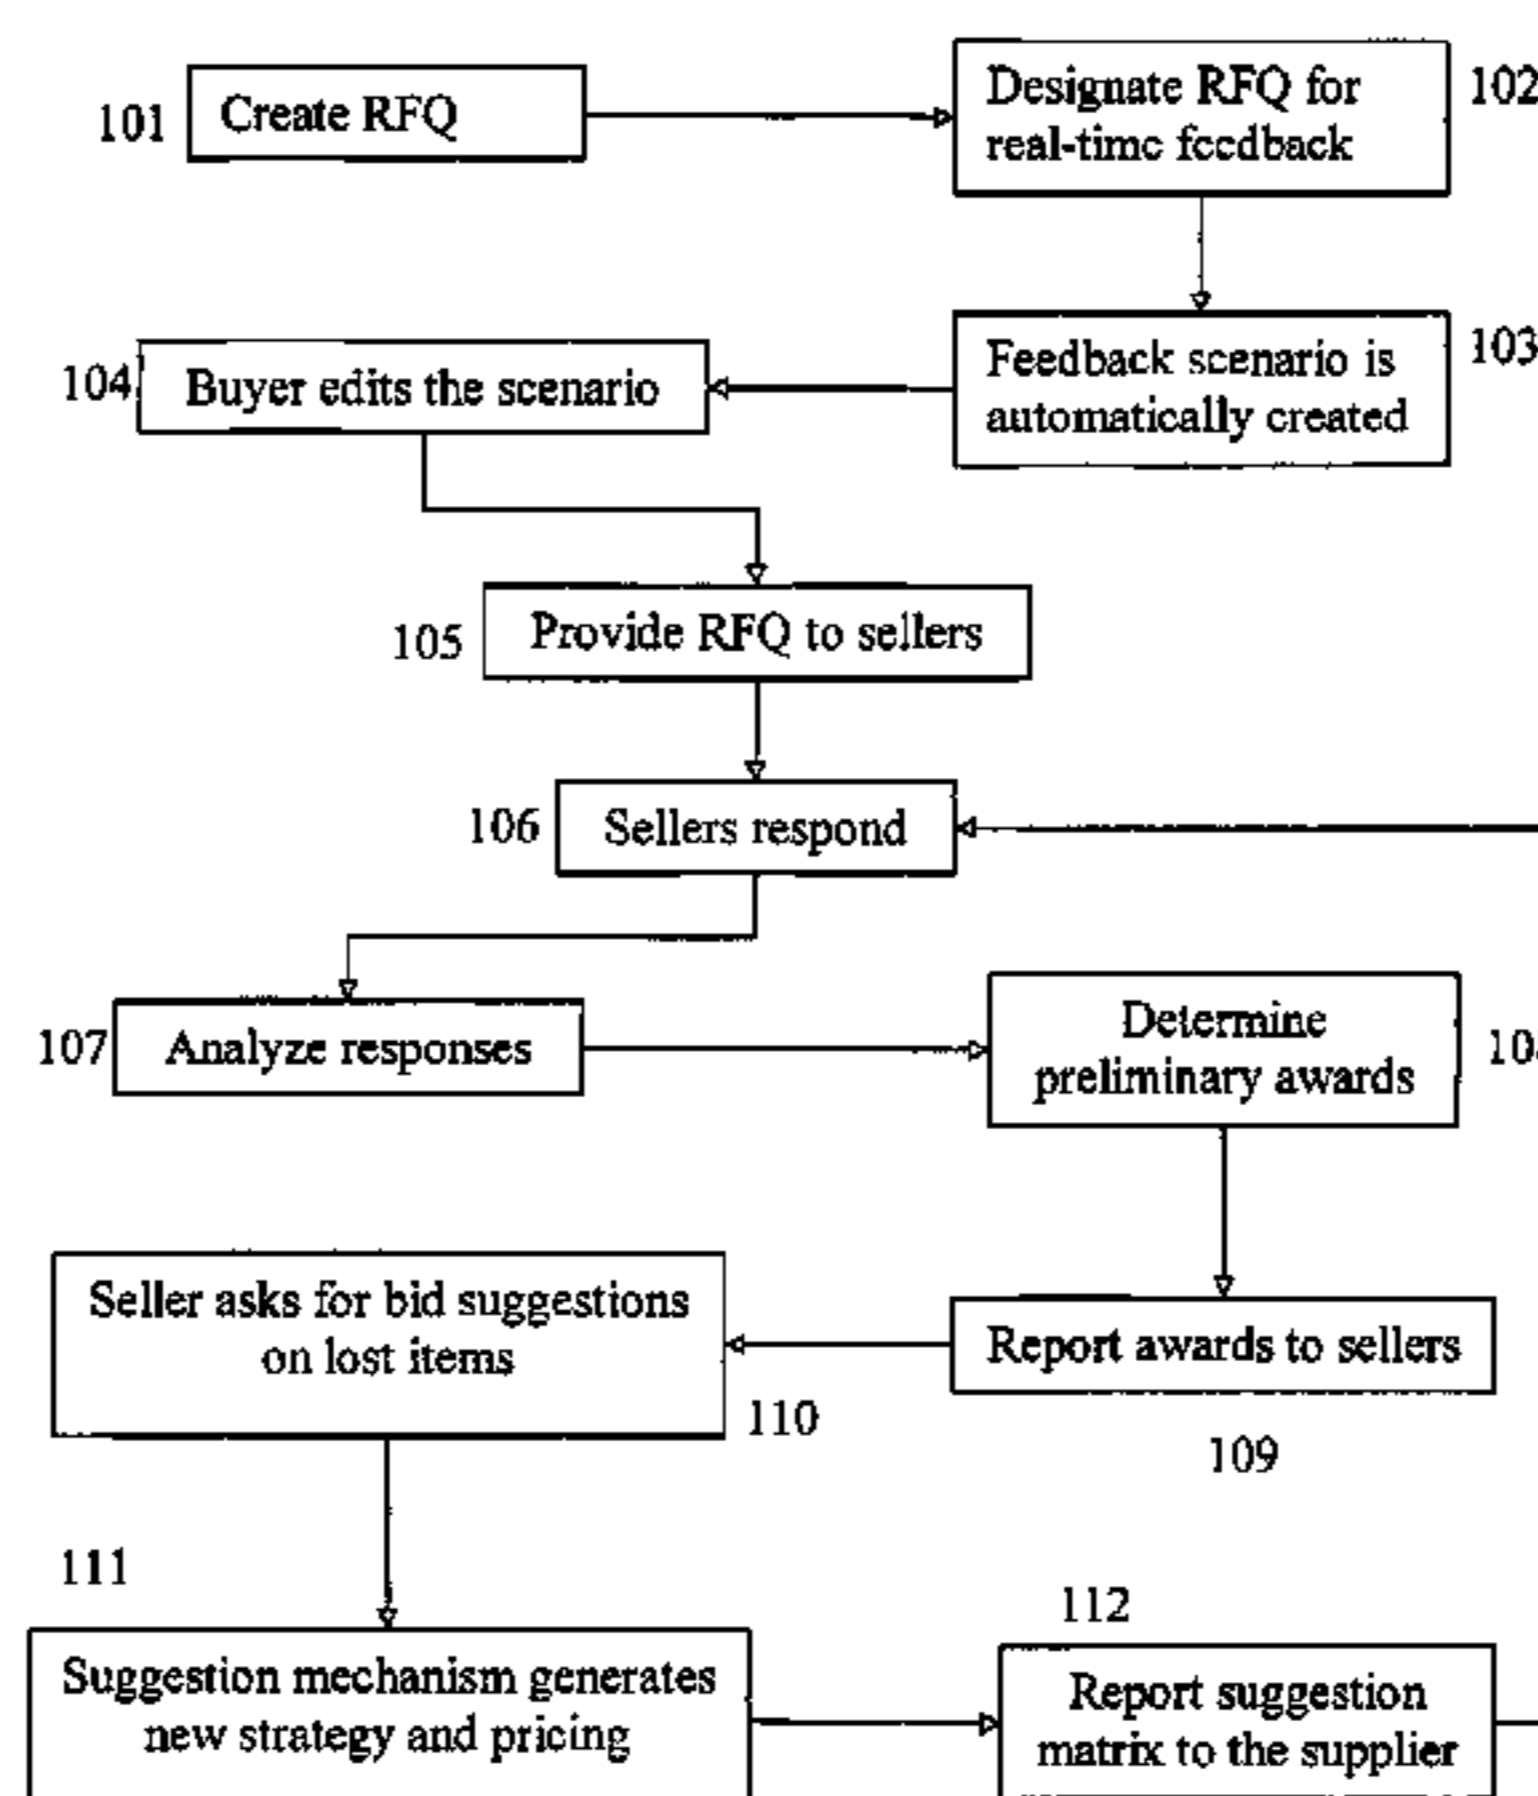 101
Create RFQ
Designate RFQ for
real-time feedback
102
104
Buyer edits the scenario
Feedback scenario is
automatically created
103
105
Provide RFQ to sellers
106
Sellers respond
107
Analyze responses
Determine
preliminary awards
Seller asks for bid suggestions
on lost items
110
Report awards to sellers
109
111
Suggestion mechanism generates
new strategy and pricing
112
Report suggestion
matrix to the supplier